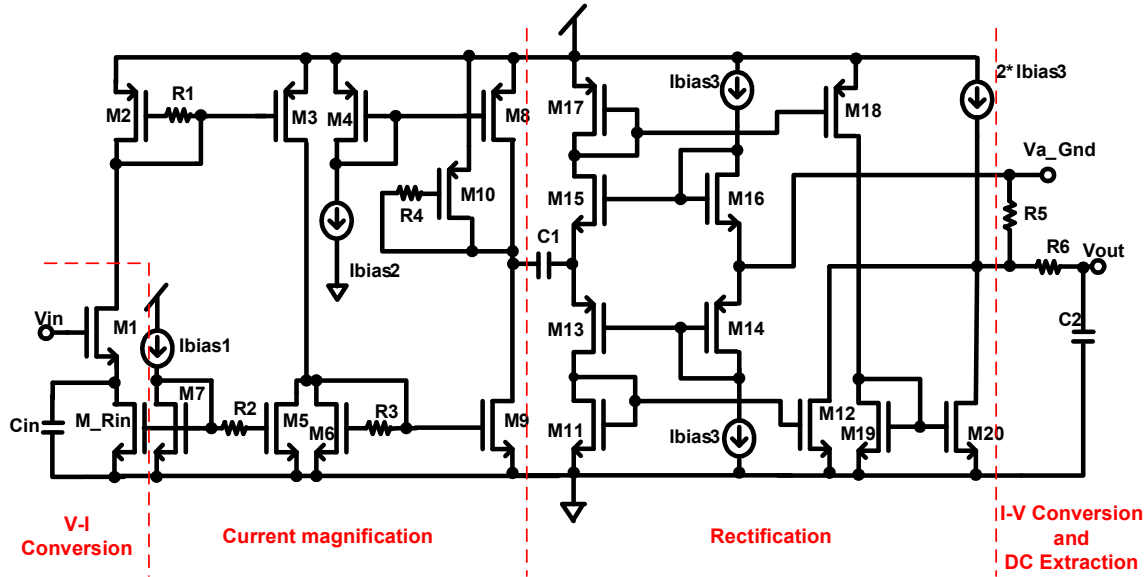 2* Ibias3
Ibias3
M17
R1
M2
M3
M4
M8
M18
Va_Gnd
M10
M15
M16
R4
R5
C1
R6
Vout
Ibias2
Vin
M1
M13
M14
C2
Ibias1
M7
Cin
M_Rin
R2
M5
M6
R3
M9
M11
M12
M19
M20
Ibias3
V-I
Conversion
Current magnification
Rectification
I-V Conversion
and
DC Extraction